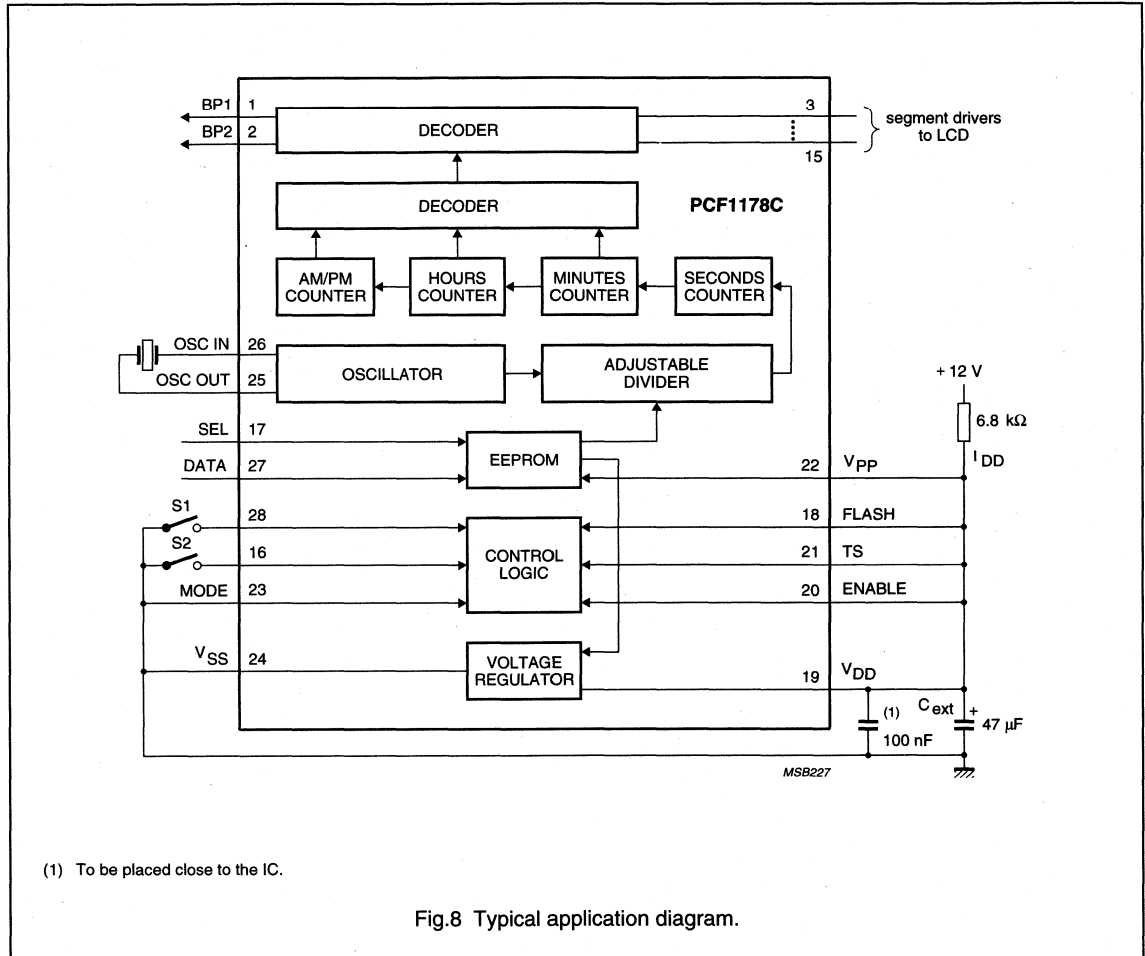 BP1 1
BP2 2
DECODER
3
15
segment drivers
to LCD
DECODER
PCF1178C
AM/PM
COUNTER
HOURS
COUNTER
MINUTES
COUNTER
SECONDS
COUNTER
OSC IN 26
OSC OUT 25
OSCILLATOR
ADJUSTABLE
DIVIDER
+ 12 V
6.8 kΩ
IDD
SEL 17
DATA 27
EEPROM
22 VPP
S1
28
S2
16
MODE 23
CONTROL
LOGIC
18 FLASH
21 TS
20 ENABLE
VSS 24
VOLTAGE
REGULATOR
19 VDD
(1)
100 nF
Cext +
47 µF
MSB227
(1) To be placed close to the IC.
Fig.8 Typical application diagram.